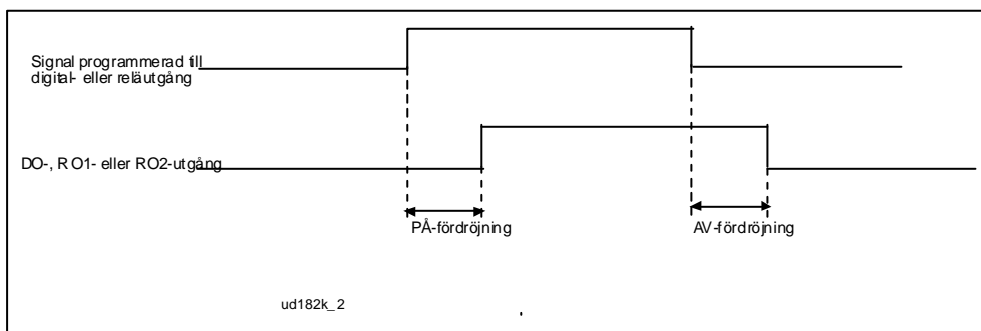 Signal programmerad till
digital- eller reläutgång
DO-, RO1- eller RO2-utgång
PÅ-fördröjning
AV-fördröjning
ud182k_2